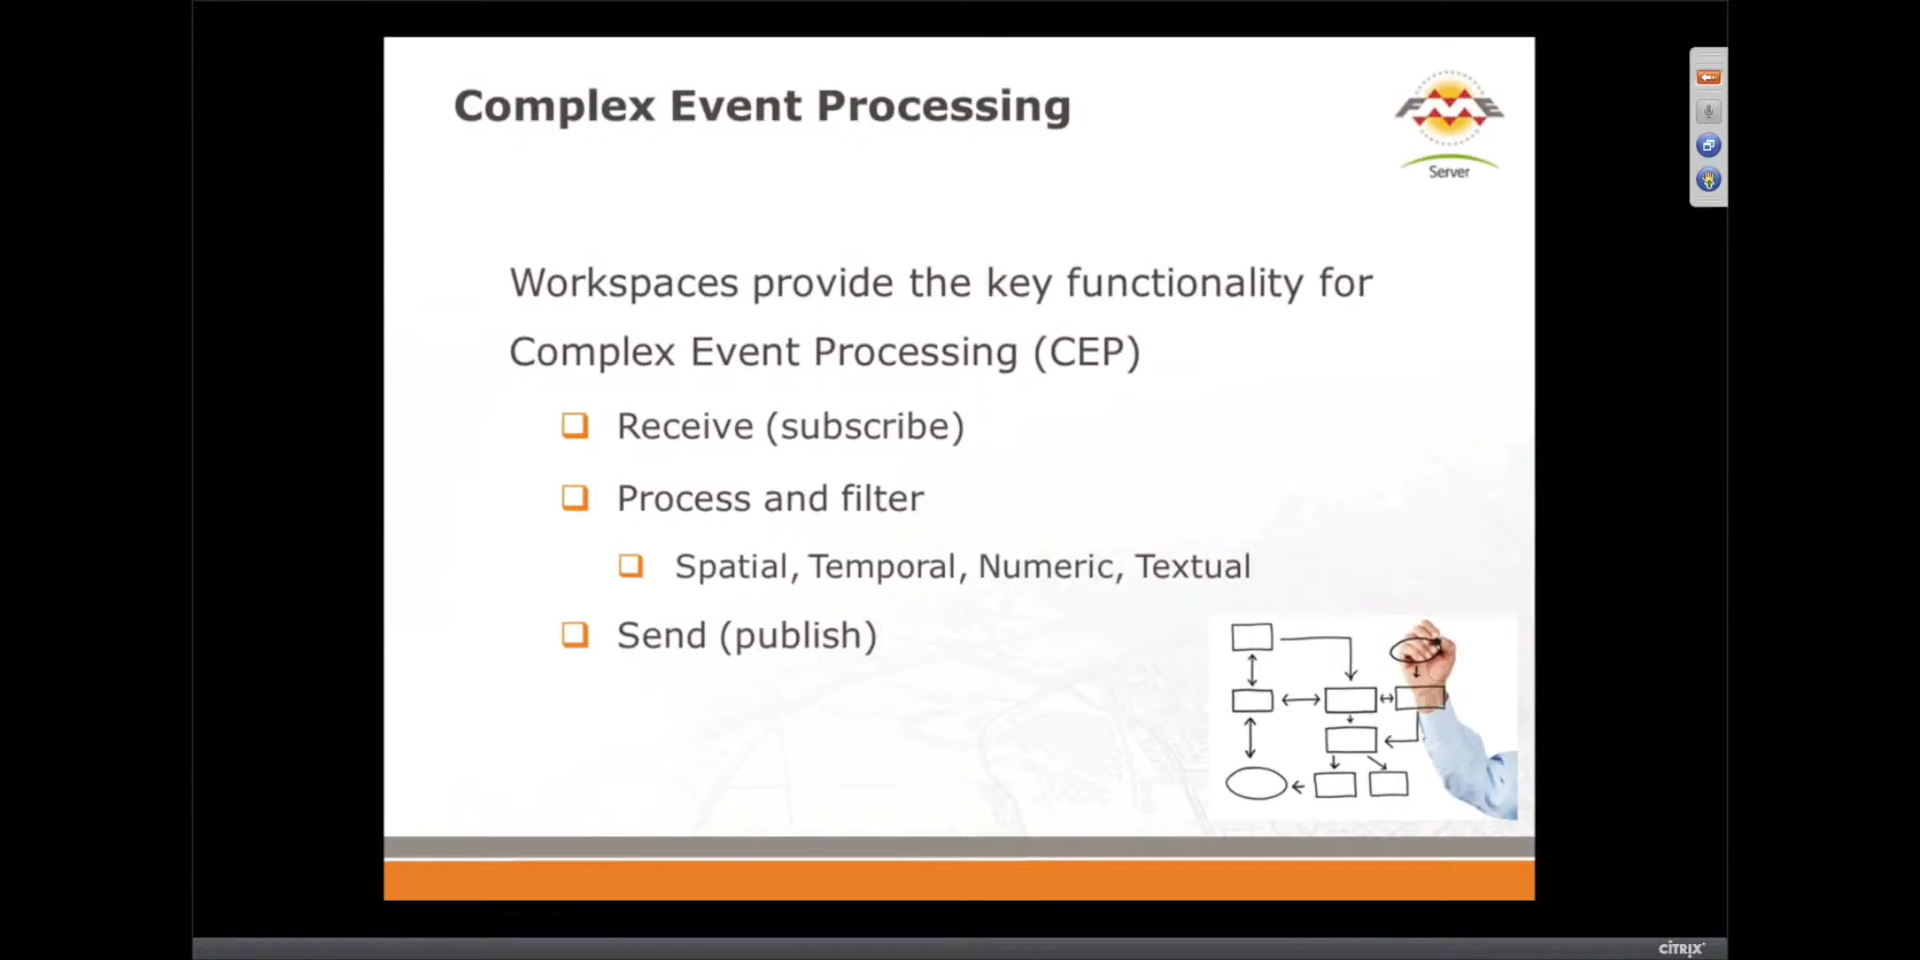 Complex Event Processing
FME
Server
Workspaces provide the key functionality for
Complex Event Processing (CEP)
Receive (subscribe)
Process and filter
Spatial, Temporal, Numeric, Textual
Send (publish)
CITRIX